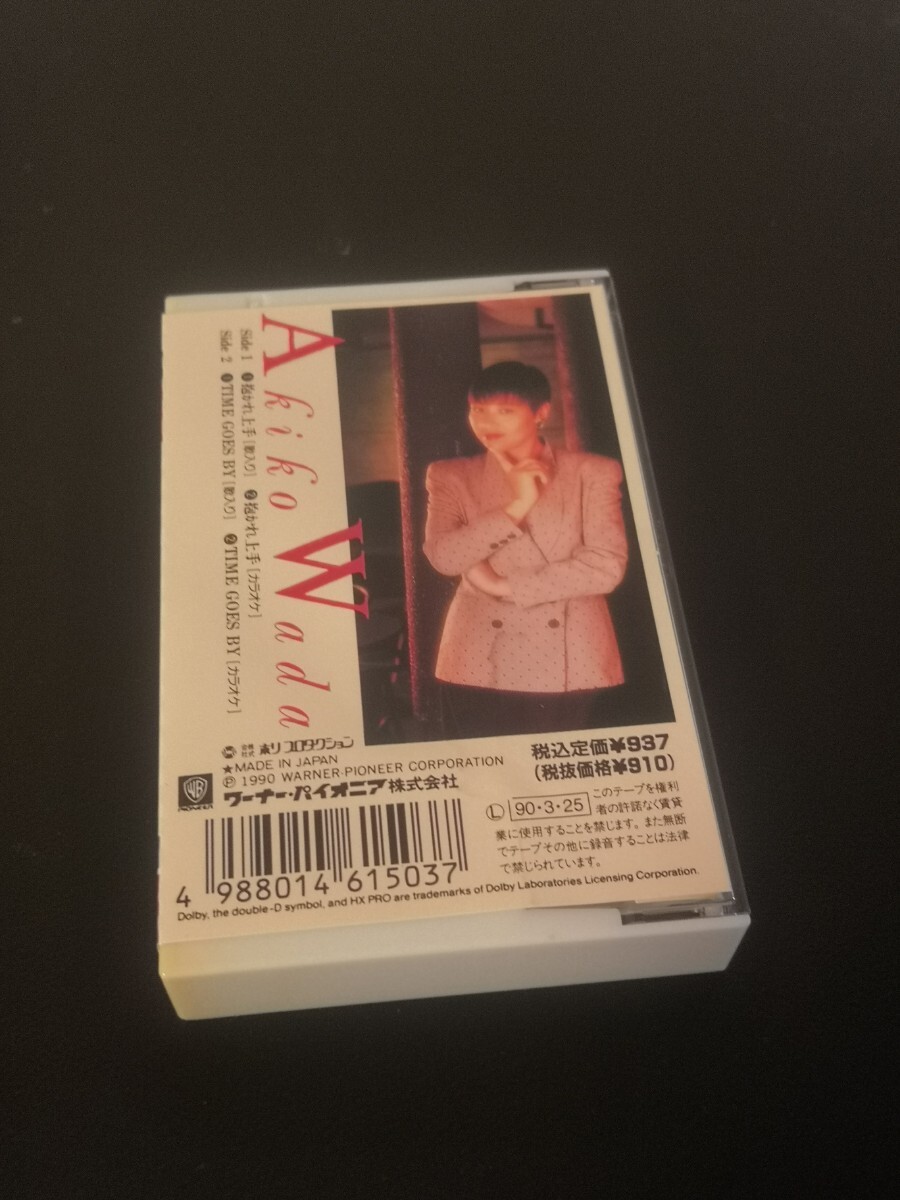 Akiko Wada
Side 1 ❶抱かれ上手[歌入り] ❷抱かれ上手[カラオケ]
Side 2 ❶TIME GOES BY[歌入り] ❷TIME GOES BY[カラオケ]
株式会社 ホリプロダクション
★MADE IN JAPAN
Ⓟ 1990 WARNER-PIONEER CORPORATION
ワーナー・パイオニア株式会社
税込定価¥937
(税抜価格¥910)
Ⓛ 90・3・25 このテープを権利
者の許諾なく賃貸
業に使用することを禁じます。また無断
でテープその他に録音することは法律
で禁じられています。
4 988014 615037
Dolby, the double-D symbol, and HX PRO are trademarks of Dolby Laboratories Licensing Corporation.